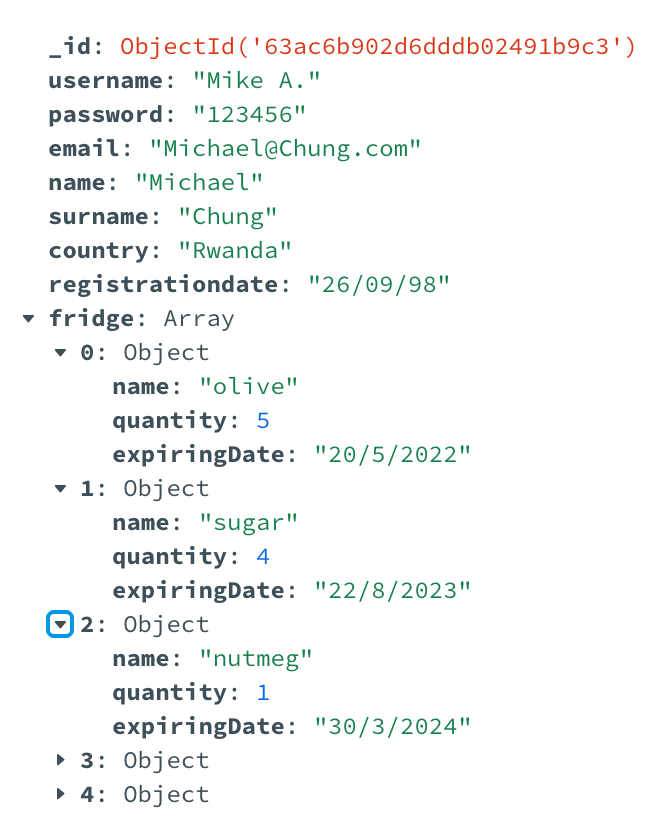 _id: ObjectId('63ac6b902d6dddb02491b9c3')
username: "Mike A."
password: "123456"
email: "Michael@Chung.com"
name: "Michael"
surname: "Chung"
country: "Rwanda"
registrationdate: "26/09/98"
fridge: Array
0: Object
name: "olive"
quantity: 5
expiringDate: "20/5/2022"
1: Object
name: "sugar"
quantity: 4
expiringDate: "22/8/2023"
2: Object
name: "nutmeg"
quantity: 1
expiringDate: "30/3/2024"
3: Object
4: Object